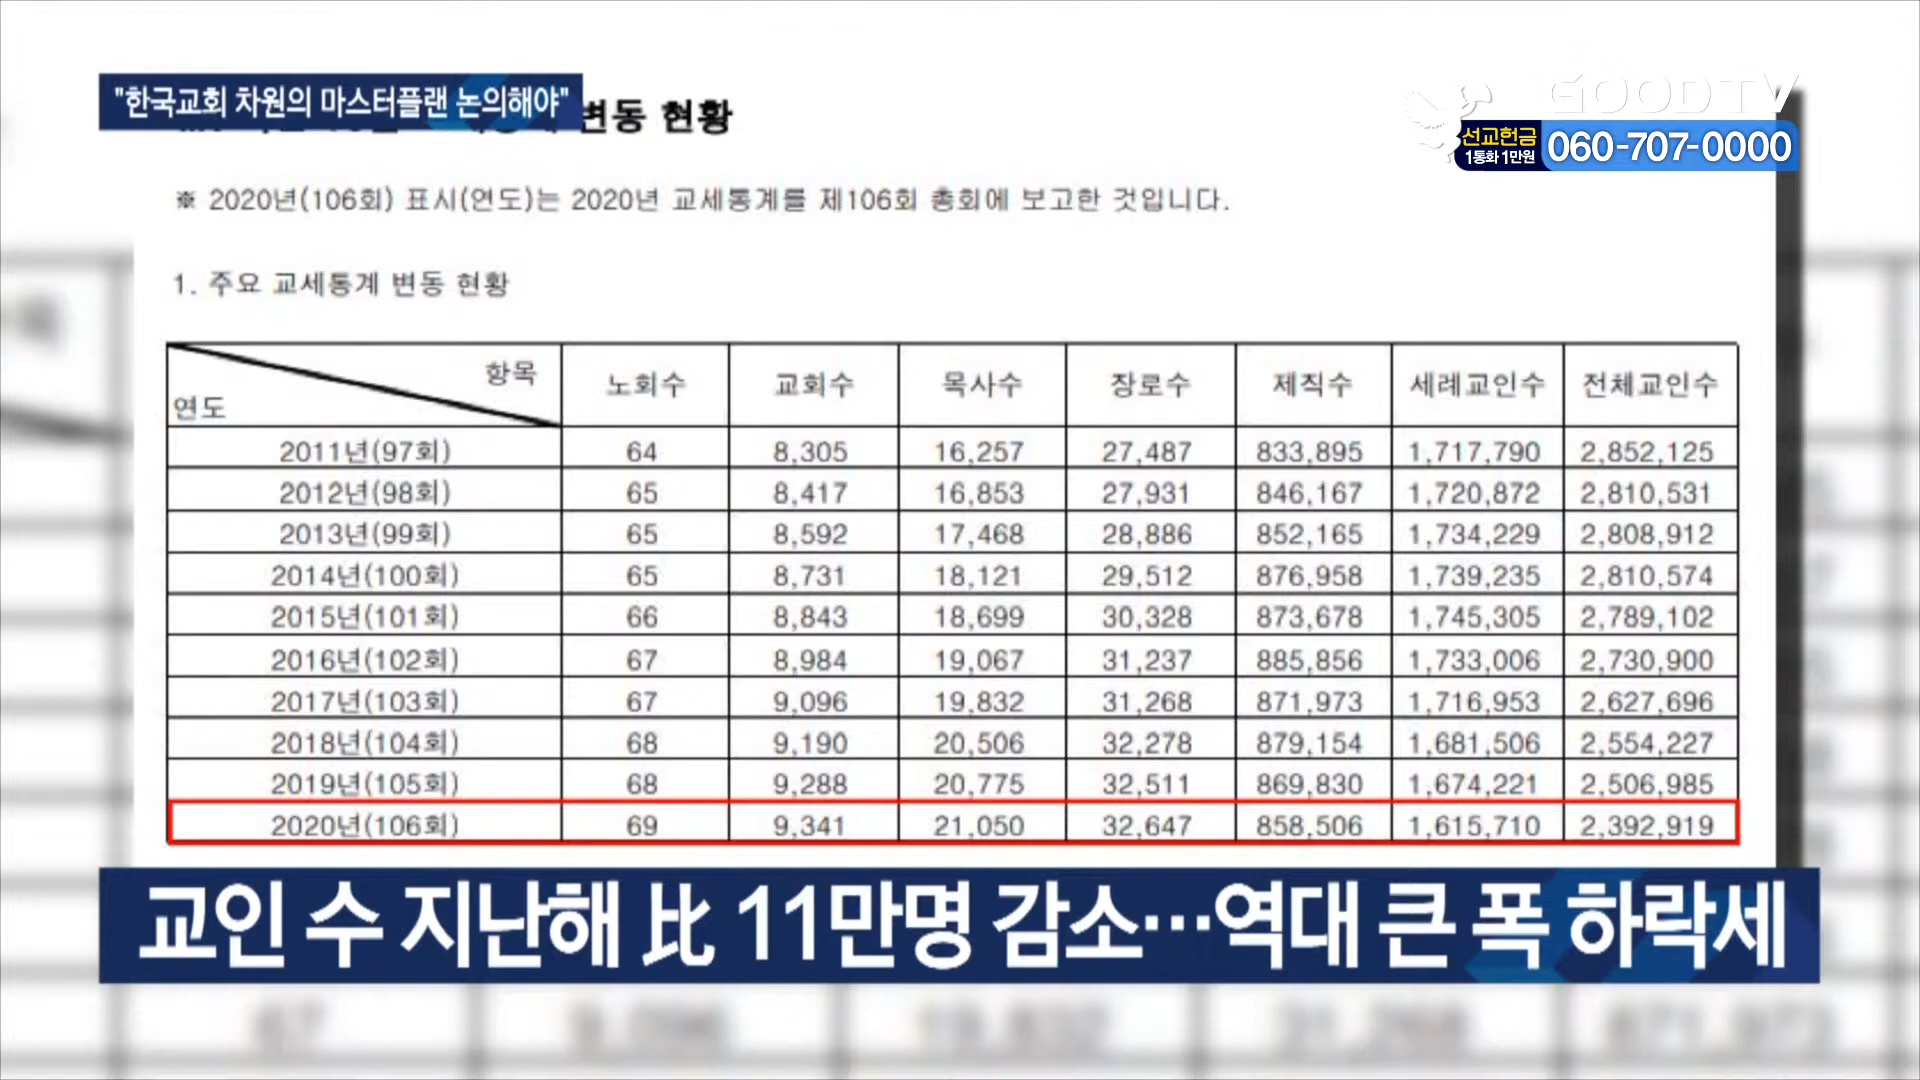 "한국교회 차원의 마스터플랜 논의해야"
변동 현황
GOODTV
선교헌금
1통화 1만원
060-707-0000
※ 2020년(106회) 표시(연도)는 2020년 교세통계를 제106회 총회에 보고한 것입니다.
1. 주요 교세통계 변동 현황
항목 연도 노회수 교회수 목사수 장로수 제직수 세례교인수 전체교인수
2011년(97회) 64 8,305 16,257 27,487 833,895 1,717,790 2,852,125
2012년(98회) 65 8,417 16,853 27,931 846,167 1,720,872 2,810,531
2013년(99회) 65 8,592 17,468 28,886 852,165 1,734,229 2,808,912
2014년(100회) 65 8,731 18,121 29,512 876,958 1,739,235 2,810,574
2015년(101회) 66 8,843 18,699 30,328 873,678 1,745,305 2,789,102
2016년(102회) 67 8,984 19,067 31,237 885,856 1,733,006 2,730,900
2017년(103회) 67 9,096 19,832 31,268 871,973 1,716,953 2,627,696
2018년(104회) 68 9,190 20,506 32,278 879,154 1,681,506 2,554,227
2019년(105회) 68 9,288 20,775 32,511 869,830 1,674,221 2,506,985
2020년(106회) 69 9,341 21,050 32,647 858,506 1,615,710 2,392,919
교인 수 지난해 比 11만명 감소…역대 큰 폭 하락세
67 9,096 19,832 31,268 871,973